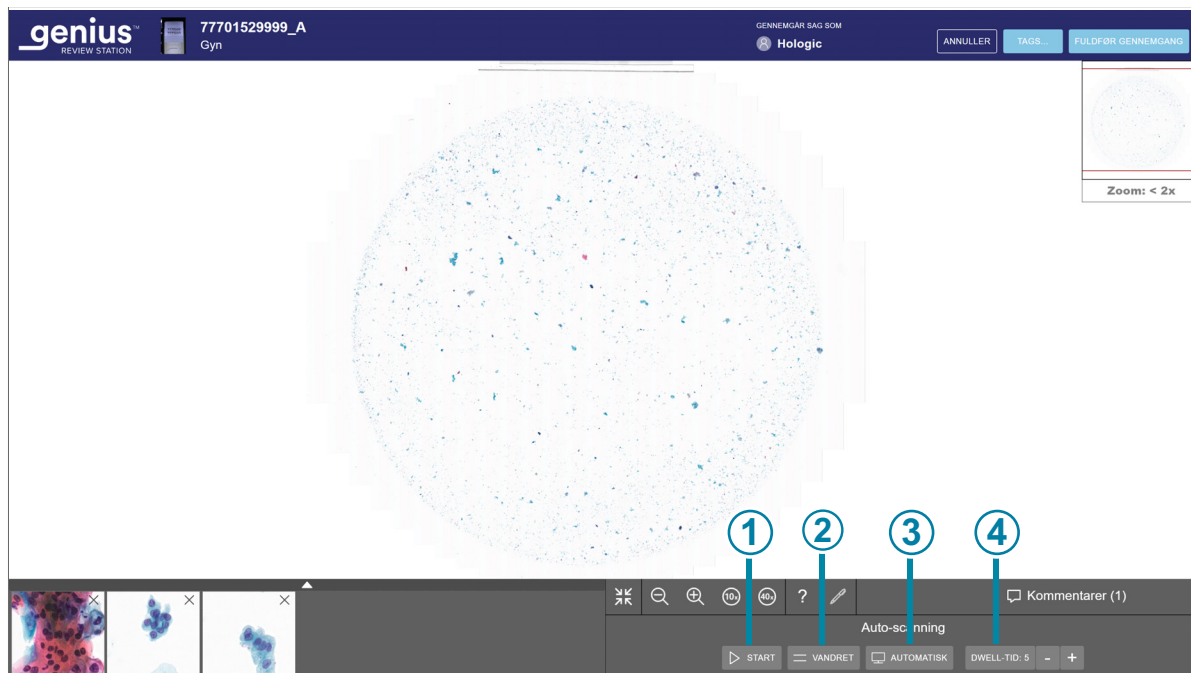 genius™
REVIEW STATION
77701529999_A
Gyn
GENNEMGÅR SAG SOM
Hologic
ANNULLER
TAGS...
FULDFØR GENNEMGANG
Zoom: < 2x
1
2
3
4
10x
40x
?
Kommentarer (1)
Auto-scanning
START
VANDRET
AUTOMATISK
DWELL-TID: 5
-
+